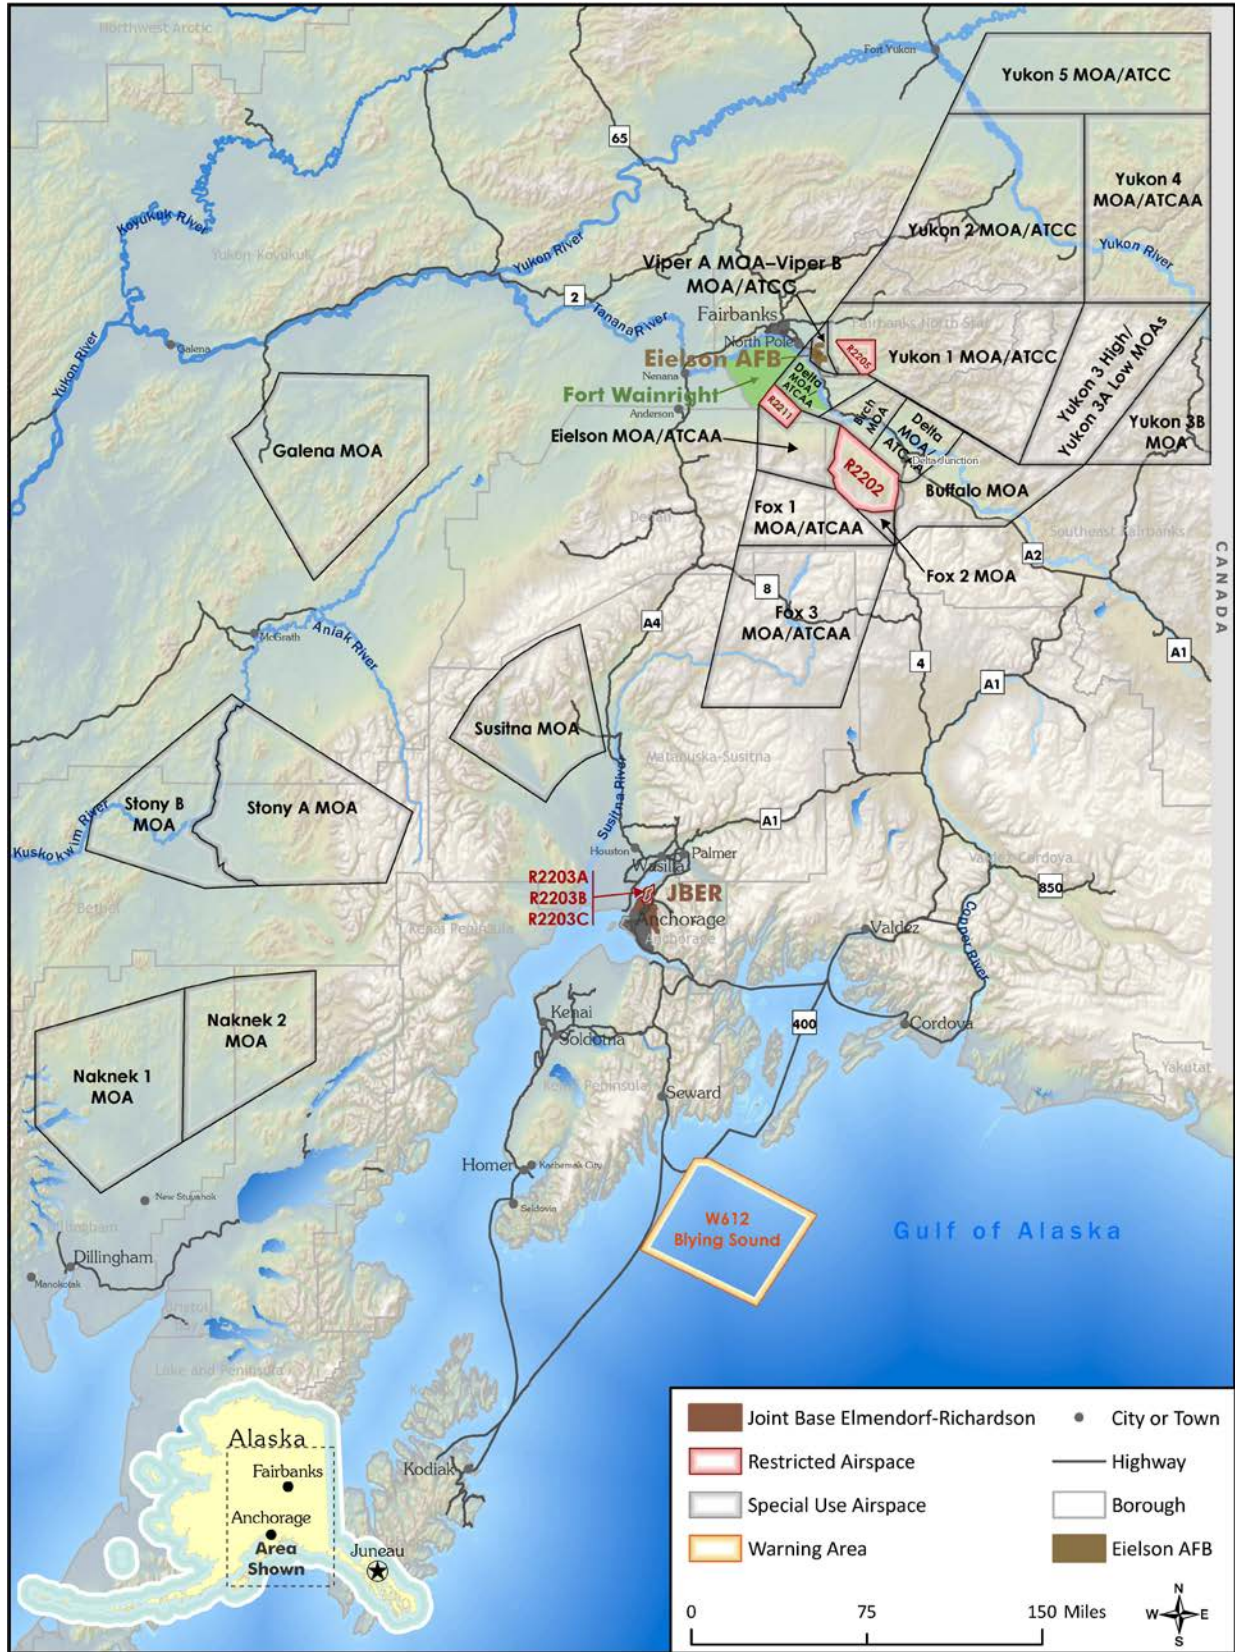 Northwest Arctic
Fort Yukon
Yukon 5 MOA/ATCC
65
Yukon 4
MOA/ATCAA
Koyukuk River
Yukon-Koyukuk
Yukon River
Yukon 2 MOA/ATCC
Yukon River
Viper A MOA–Viper B
MOA/ATCC
2
Tanana River
Fairbanks
Fairbanks North Star
North Pole
Yukon River
Galena
Eielson AFB
R2205
Yukon 1 MOA/ATCC
Yukon 3 High/
Yukon 3A Low MOAs
Nenana
Delta
MOA/
ATCAA
Fort Wainright
R2211
Anderson
Birch
MOA
Delta
MOA/
ATCAA
Yukon 3B
MOA
Eielson MOA/ATCAA
Galena MOA
R2202
Delta Junction
Buffalo MOA
Fox 1
MOA/ATCAA
Denali
Southeast Fairbanks
A2
CANADA
Fox 2 MOA
8
Fox 3
MOA/ATCAA
A4
McGrath
Aniak River
A1
4
A1
Susitna MOA
Matanuska-Susitna
Stony B
MOA
Stony A MOA
Susitna River
Kuskokwim River
A1
Houston
Palmer
Wasilla
Valdez-Cordova
R2203A
R2203B
R2203C
JBER
850
Bethel
Kenai Peninsula
Anchorage
Anchorage
Valdez
Copper River
Naknek 2
MOA
Kenai
400
Cordova
Soldotna
Naknek 1
MOA
Kenai Peninsula
Yakutat
Seward
Homer
Kachemak City
New Stuyahok
Seldovia
W612
Blying Sound
Gulf of Alaska
Dillingham
Dillingham
Manokotak
Bristol
Lake and Peninsula
Kodiak
Alaska
Fairbanks
Anchorage
Area
Shown
Juneau
Joint Base Elmendorf-Richardson
City or Town
Restricted Airspace
Highway
Special Use Airspace
Borough
Warning Area
Eielson AFB
0 75 150 Miles
N
W E
S